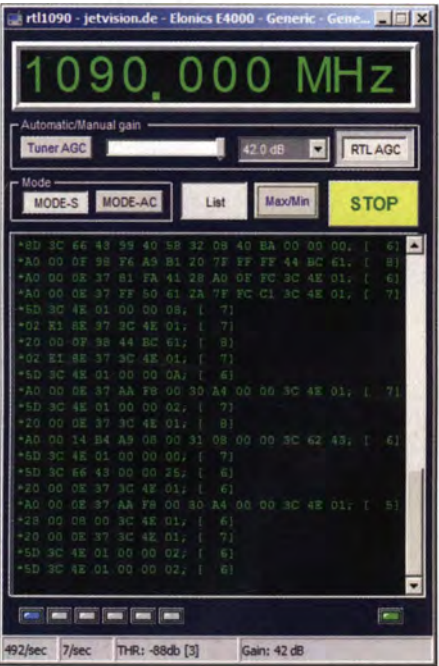 rtl1090 - jetvision.de - Elonics E4000 - Generic - Gene...
1090.000 MHz
Automatic/Manual gain
Tuner AGC
42.0 dB
RTL AGC
Mode
MODE-S
MODE-AC
List
Max/Min
STOP
*8D 3C 66 43 99 40 5B 32 08 40 BA 00 00 00; [ 6]
*A0 00 0F 98 F6 A9 B1 20 7F FF FF 44 BC 61; [ 8]
*A0 00 0E 37 81 FA 41 28 A0 0F FC 3C 4E 01; [ 6]
*A0 00 0E 37 FF 50 61 2A 7F FC C1 3C 4E 01; [ 7]
*5D 3C 4E 01 00 00 08; [ 7]
*02 E1 8E 37 3C 4E 01; [ 7]
*20 00 0F 98 44 BC 61; [ 8]
*02 E1 8E 37 3C 4E 01; [ 7]
*5D 3C 4E 01 00 00 0A; [ 6]
*A0 00 0E 37 AA F8 00 30 A4 00 00 3C 4E 01; [ 7]
*5D 3C 4E 01 00 00 02; [ 7]
*20 00 0E 37 3C 4E 01; [ 8]
*A0 00 14 B4 A9 08 00 31 08 00 00 3C 62 43; [ 6]
*5D 3C 4E 01 00 00 00; [ 7]
*5D 3C 66 43 00 00 25; [ 6]
*20 00 0E 37 3C 4E 01; [ 6]
*A0 00 0E 37 AA F8 00 30 A4 00 00 3C 4E 01; [ 5]
*28 00 08 00 3C 4E 01; [ 6]
*20 00 0E 37 3C 4E 01; [ 7]
*5D 3C 4E 01 00 00 02; [ 6]
*5D 3C 4E 01 00 00 02; [ 6]
492/sec
7/sec
THR: -88db [3]
Gain: 42 dB